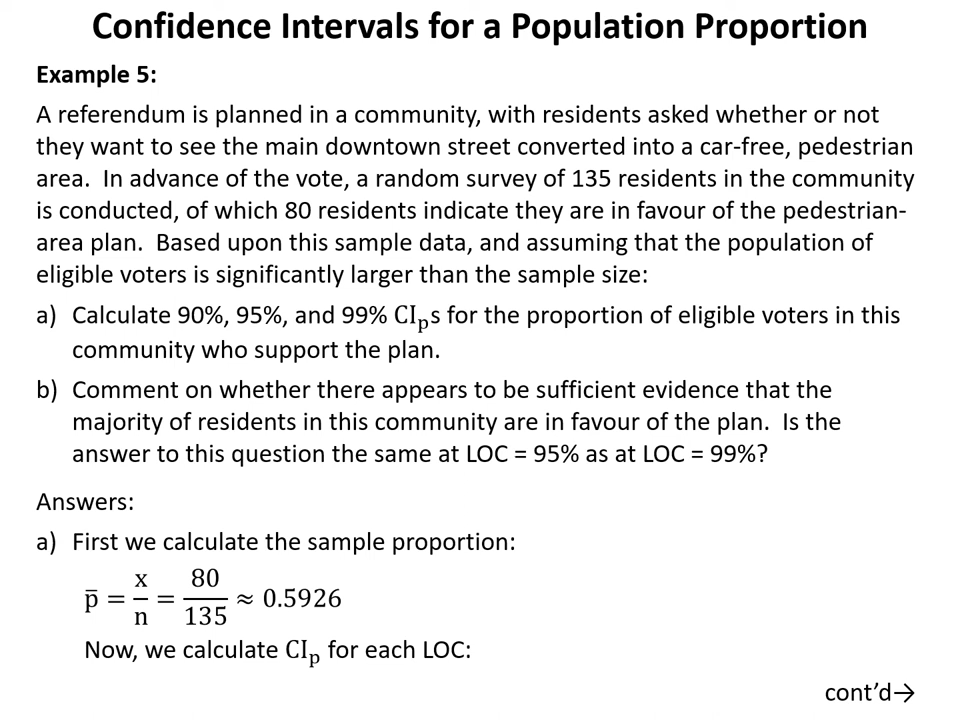 Confidence Intervals for a Population Proportion
Example 5:
A referendum is planned in a community, with residents asked whether or not
they want to see the main downtown street converted into a car-free, pedestrian
area.  In advance of the vote, a random survey of 135 residents in the community
is conducted, of which 80 residents indicate they are in favour of the pedestrian-
area plan.  Based upon this sample data, and assuming that the population of
eligible voters is significantly larger than the sample size:
a) Calculate 90%, 95%, and 99% CIₚs for the proportion of eligible voters in this
community who support the plan.
b) Comment on whether there appears to be sufficient evidence that the
majority of residents in this community are in favour of the plan.  Is the
answer to this question the same at LOC = 95% as at LOC = 99%?
Answers:
a) First we calculate the sample proportion:
p̄ = x/n = 80/135 ≈ 0.5926
Now, we calculate CIₚ for each LOC:
cont’d→